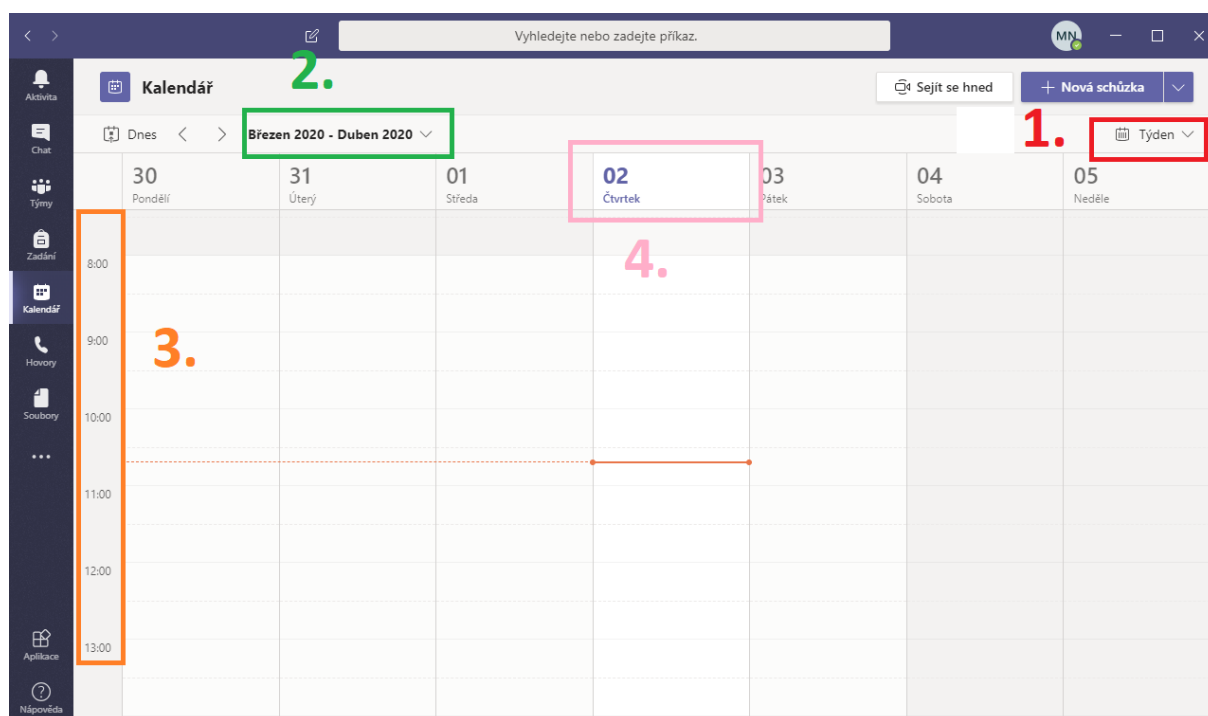 Vyhledejte nebo zadejte příkaz.
MN
Aktivita
Chat
Týmy
Zadání
Kalendář
Hovory
Soubory
Aplikace
Nápověda
Kalendář
2.
Sejít se hned
+ Nová schůzka
Dnes
Březen 2020 - Duben 2020
1.
Týden
30
Pondělí
31
Úterý
01
Středa
02
Čtvrtek
03
Pátek
04
Sobota
05
Neděle
4.
3.
8:00
9:00
10:00
11:00
12:00
13:00